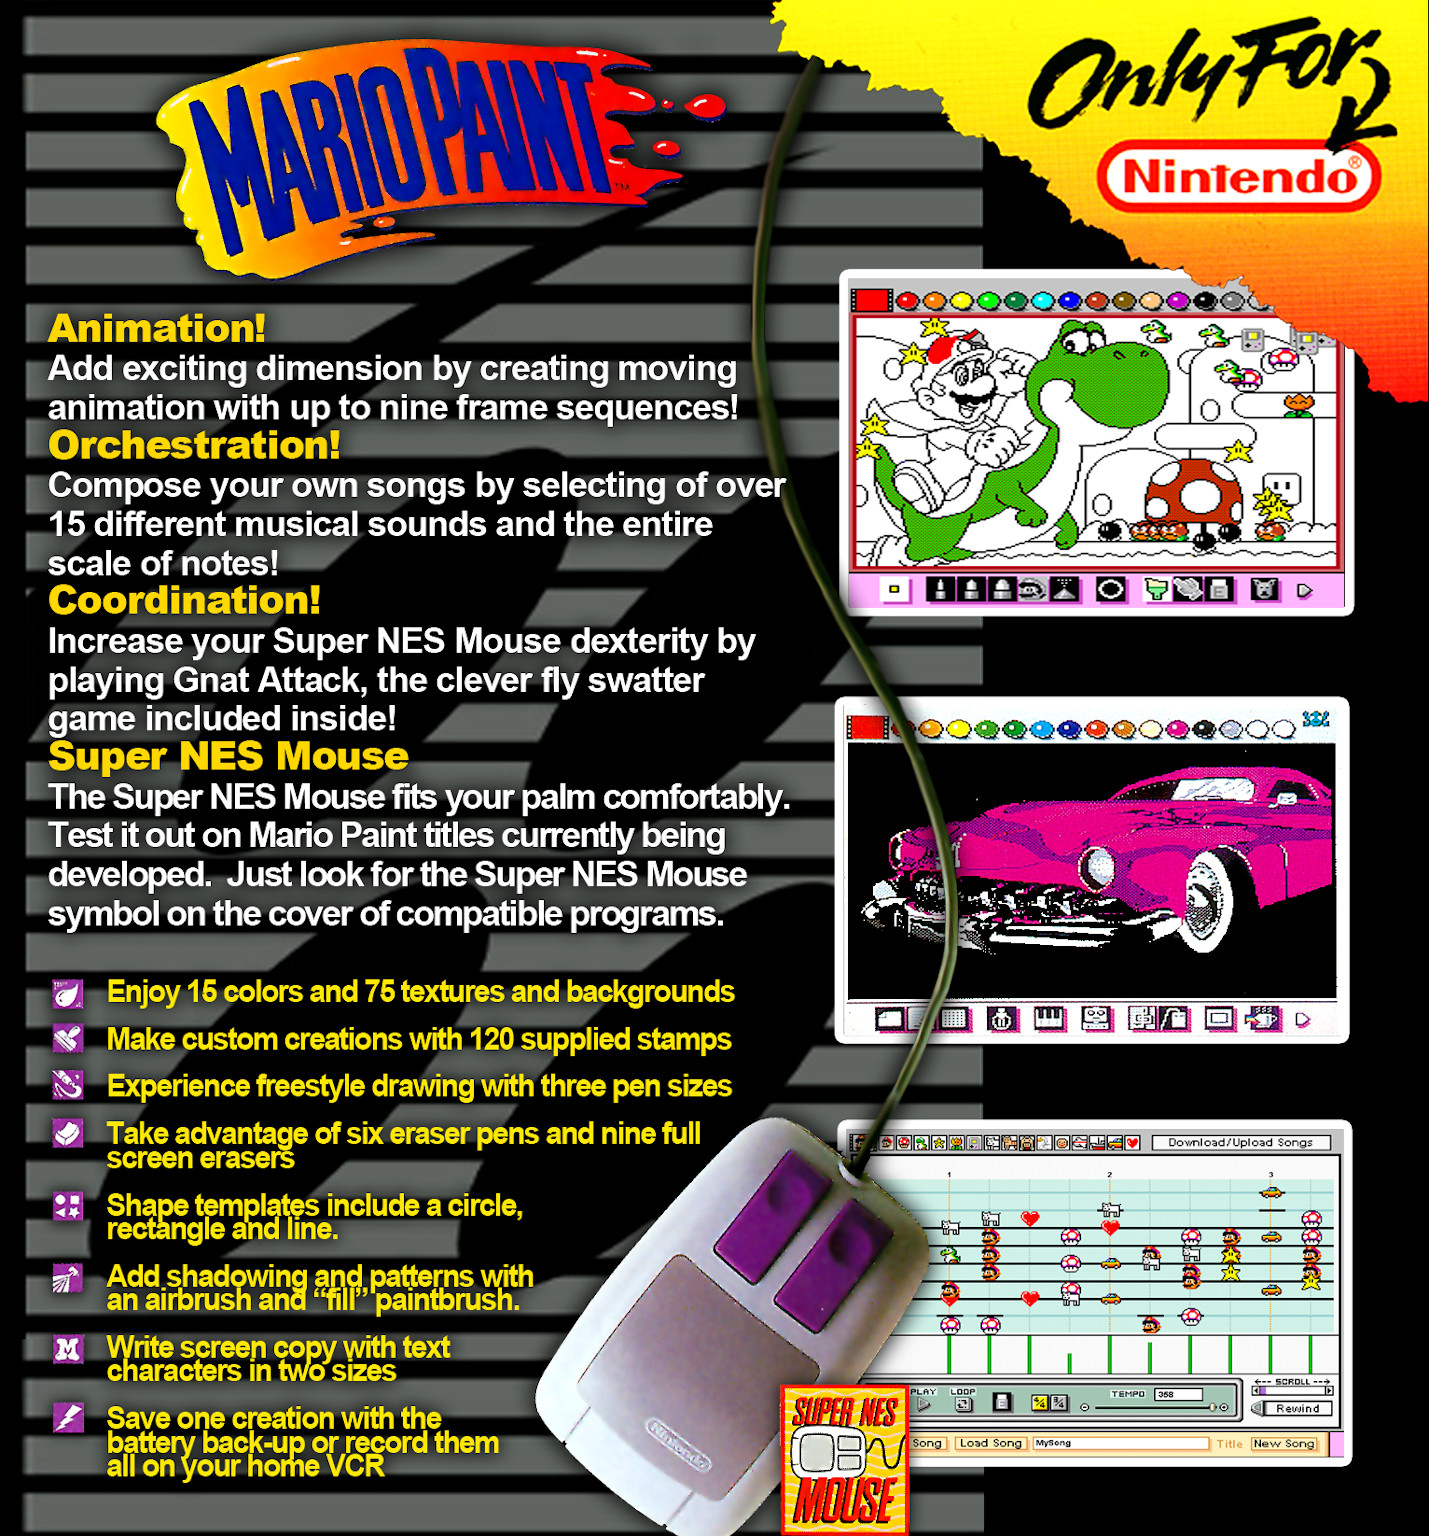 MARIO PAINT™
Only For
Nintendo®
Animation!
Add exciting dimension by creating moving
animation with up to nine frame sequences!
Orchestration!
Compose your own songs by selecting of over
15 different musical sounds and the entire
scale of notes!
Coordination!
Increase your Super NES Mouse dexterity by
playing Gnat Attack, the clever fly swatter
game included inside!
Super NES Mouse
The Super NES Mouse fits your palm comfortably.
Test it out on Mario Paint titles currently being
developed. Just look for the Super NES Mouse
symbol on the cover of compatible programs.
Enjoy 15 colors and 75 textures and backgrounds
Make custom creations with 120 supplied stamps
Experience freestyle drawing with three pen sizes
Take advantage of six eraser pens and nine full
screen erasers
Shape templates include a circle,
rectangle and line.
Add shadowing and patterns with
an airbrush and “fill” paintbrush.
Write screen copy with text
characters in two sizes
Save one creation with the
battery back-up or record them
all on your home VCR
Download/Upload Songs
1 2 3
PLAY LOOP 4/4 3/4 TEMPO 358
<-- SCROLL -->
Rewind
Song Load Song MySong Title New Song
Nintendo
SUPER NES
MOUSE